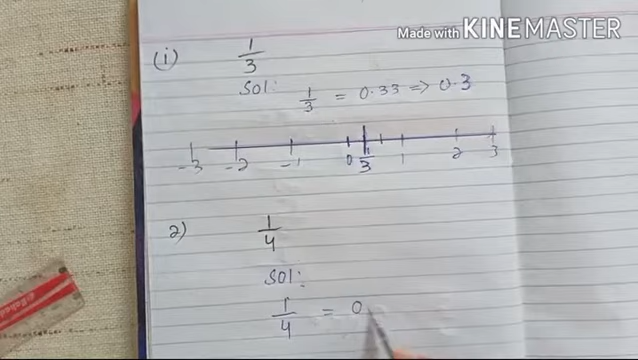 Made with KINEMASTER
(i) 1/3
Sol:
1/3 = 0.33 => 0.3
-3 -2 -1 0 1/3 1 2 3
2) 1/4
Sol:
1/4 = 0